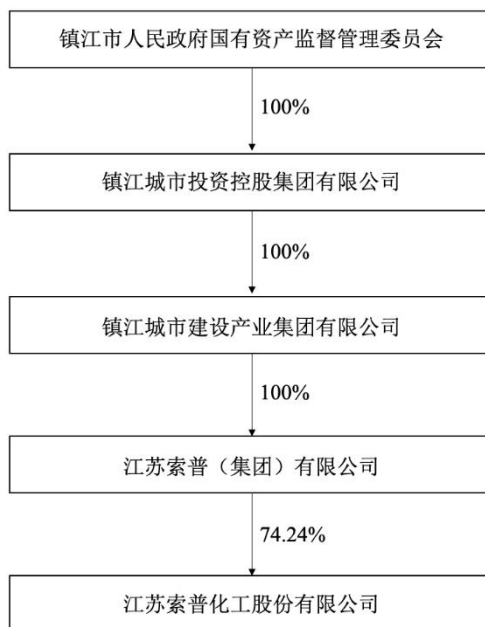 镇江市人民政府国有资产监督管理委员会
100%
镇江城市投资控股集团有限公司
100%
镇江城市建设产业集团有限公司
100%
江苏索普（集团）有限公司
74.24%
江苏索普化工股份有限公司